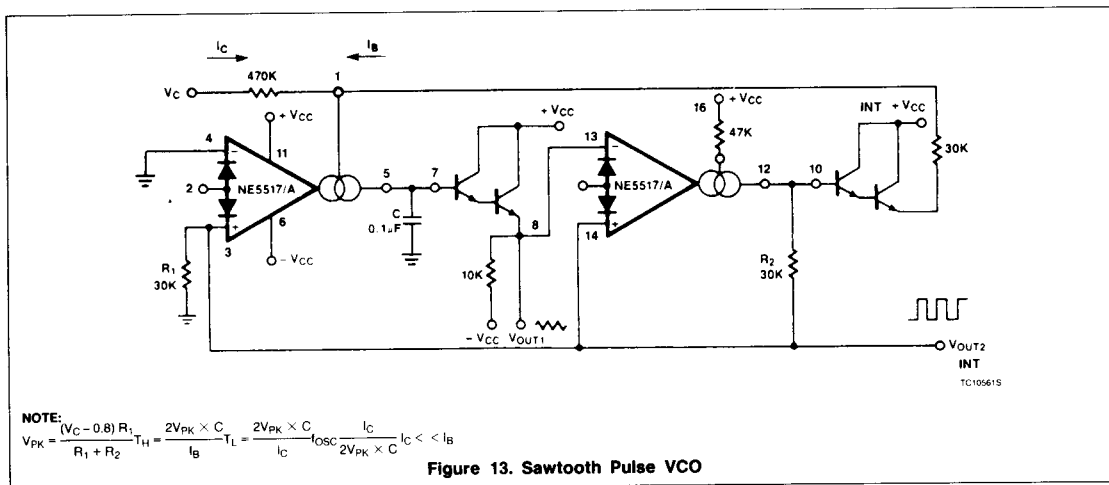 I_C
I_B
470K
1
V_C
4
+ V_CC
11
−
NE5517/A
2
5
7
+ V_CC
C
0.1µF
6
+
3
− V_CC
R_1
30K
8
10K
− V_CC
V_OUT1
13
−
NE5517/A
14
+
16
+ V_CC
47K
12
10
INT
+ V_CC
30K
R_2
30K
V_OUT2
INT
TC10561S
NOTE:
V_PK = (V_C − 0.8) R_1 / R_1 + R_2 T_H = 2V_PK × C / I_B T_L = 2V_PK × C / I_C f_OSC I_C / 2V_PK × C I_C < < I_B
Figure 13. Sawtooth Pulse VCO